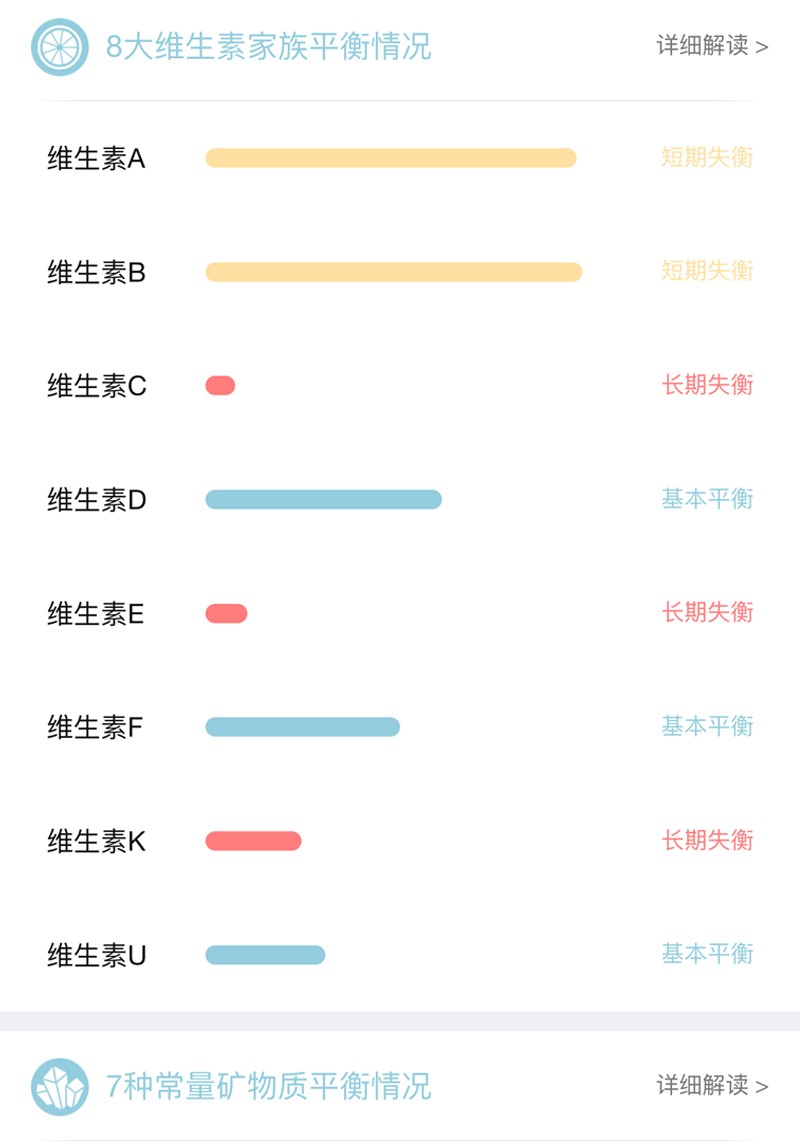 8大维生素家族平衡情况 详细解读 >
维生素A 短期失衡
维生素B 短期失衡
维生素C 长期失衡
维生素D 基本平衡
维生素E 长期失衡
维生素F 基本平衡
维生素K 长期失衡
维生素U 基本平衡
7种常量矿物质平衡情况 详细解读 >